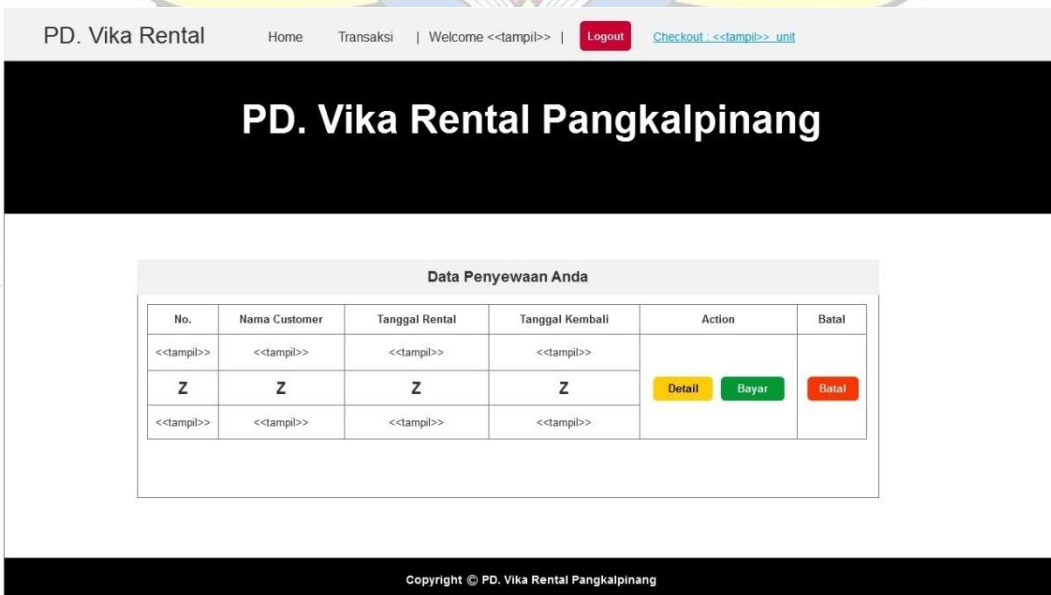 PD. Vika Rental Home Transaksi | Welcome <<tampil>> | Logout Checkout : <<tampil>> unit
PD. Vika Rental Pangkalpinang
Data Penyewaan Anda
No. Nama Customer Tanggal Rental Tanggal Kembali Action Batal
<<tampil>> <<tampil>> <<tampil>> <<tampil>>
Z Z Z Z Detail Bayar Batal
<<tampil>> <<tampil>> <<tampil>> <<tampil>>
Copyright © PD. Vika Rental Pangkalpinang